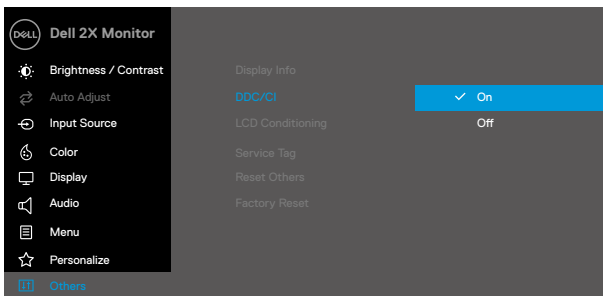 DELL Dell 2X Monitor
Brightness / Contrast
Auto Adjust
Input Source
Color
Display
Audio
Menu
Personalize
Others
Display Info
DDC/CI
LCD Conditioning
Service Tag
Reset Others
Factory Reset
On
Off